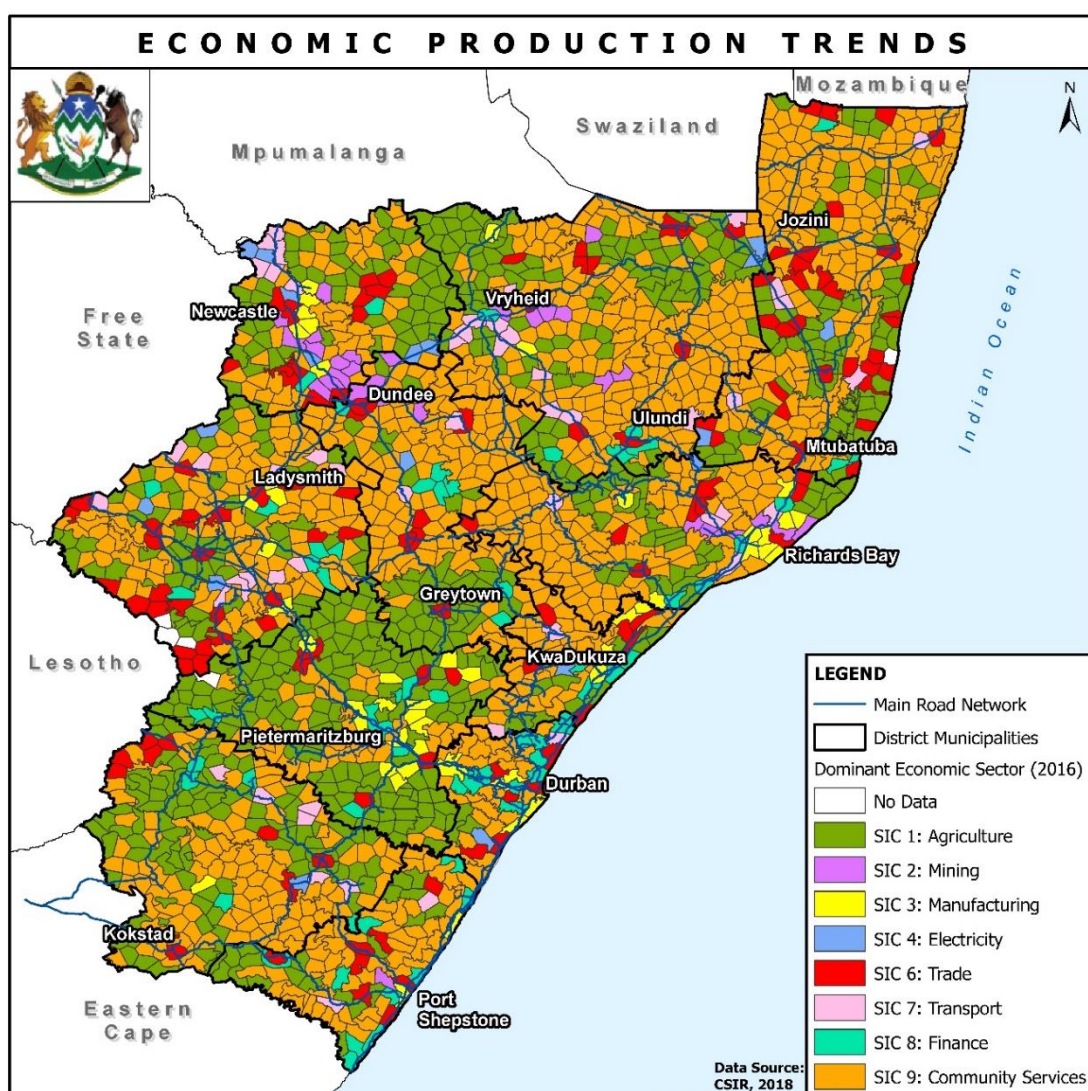 ECONOMIC PRODUCTION TRENDS
Mozambique
N
Swaziland
Mpumalanga
Jozini
Free
State
Newcastle
Vryheid
Indian Ocean
Dundee
Ulundi
Mtubatuba
Ladysmith
Richards Bay
Greytown
Lesotho
KwaDukuza
Pietermaritzburg
Durban
Kokstad
Port
Shepstone
Eastern
Cape
LEGEND
Main Road Network
District Municipalities
Dominant Economic Sector (2016)
No Data
SIC 1: Agriculture
SIC 2: Mining
SIC 3: Manufacturing
SIC 4: Electricity
SIC 6: Trade
SIC 7: Transport
SIC 8: Finance
SIC 9: Community Services
Data Source:
CSIR, 2018